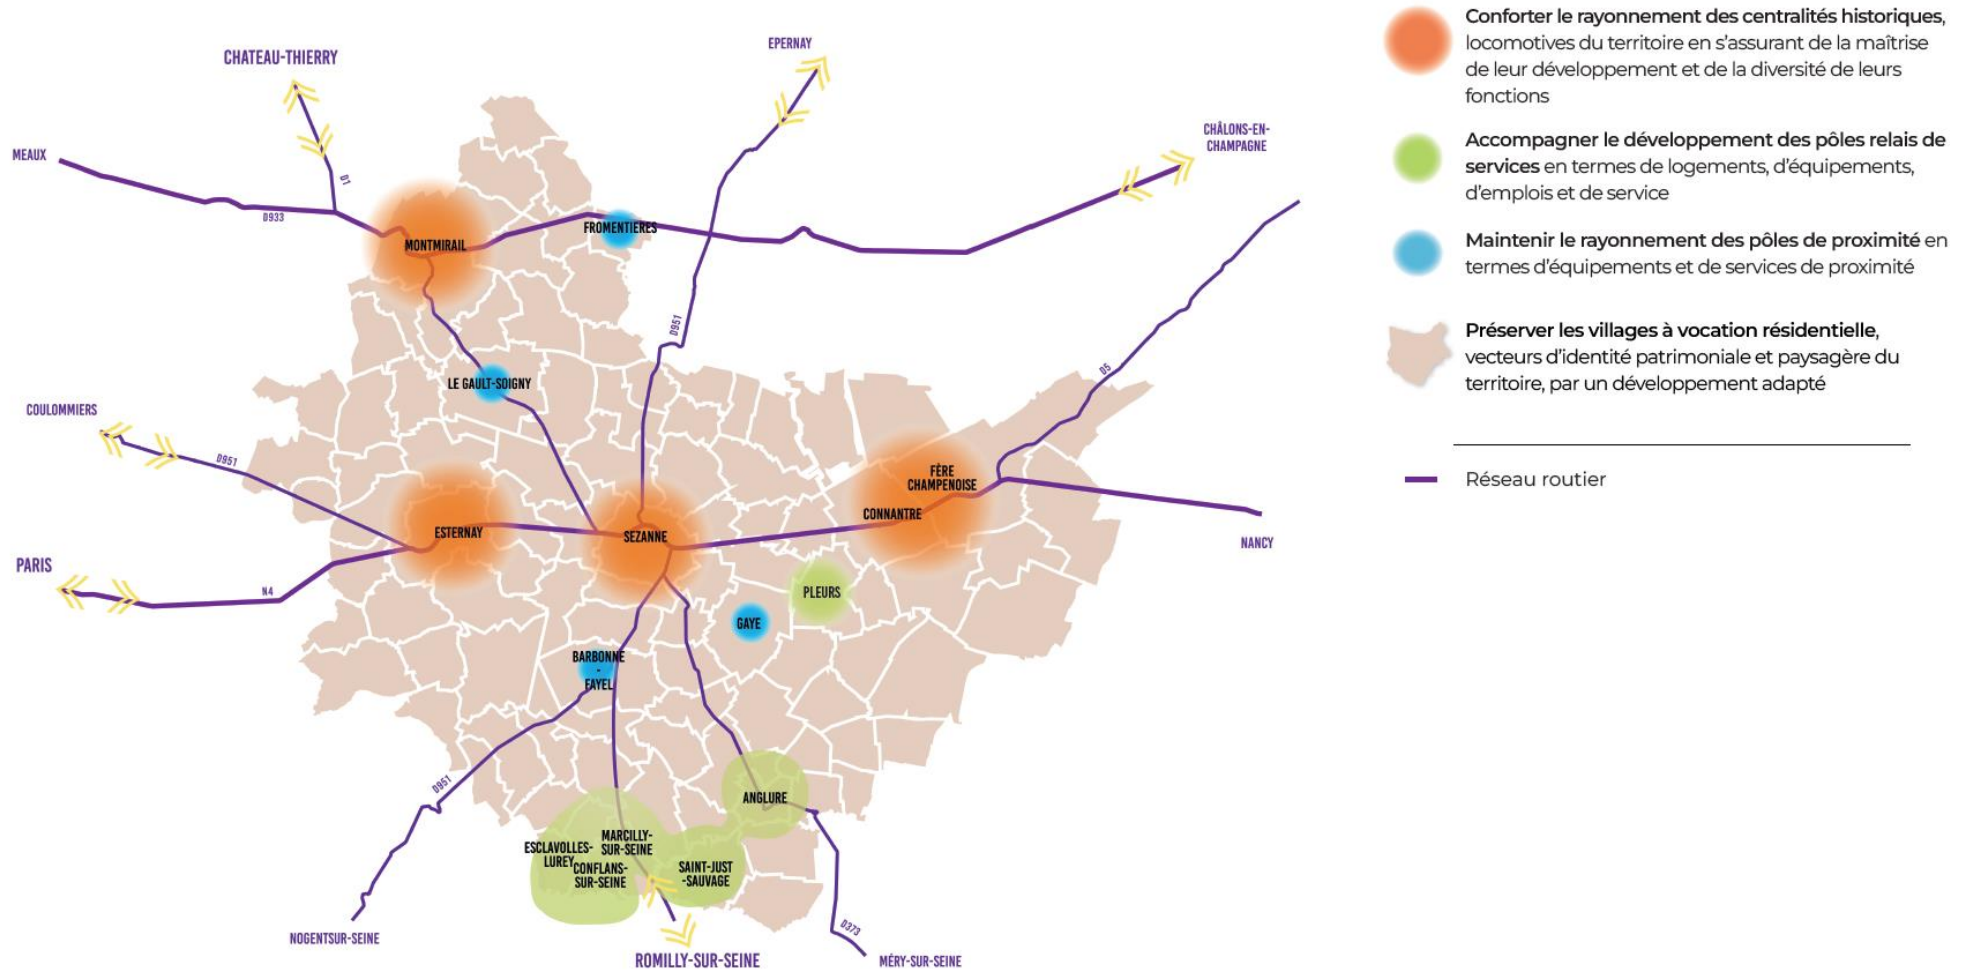 CHATEAU-THIERRY
EPERNAY
MEAUX
CHÂLONS-EN-
CHAMPAGNE
D1
D933
MONTMIRAIL
FROMENTIERES
D951
D5
LE GAULT-SOIGNY
COULOMMIERS
D951
FÈRE
CHAMPENOISE
CONNANTRE
ESTERNAY
SEZANNE
NANCY
PARIS
N4
PLEURS
GAYE
BARBONNE
-
FAYEL
D951
ANGLURE
MARCILLY-
SUR-SEINE
ESCLAVOLLES-
LUREY
CONFLANS-
SUR-SEINE
SAINT-JUST
-SAUVAGE
D373
NOGENTSUR-SEINE
ROMILLY-SUR-SEINE
MÉRY-SUR-SEINE
Conforter le rayonnement des centralités historiques,
locomotives du territoire en s'assurant de la maîtrise
de leur développement et de la diversité de leurs
fonctions
Accompagner le développement des pôles relais de
services en termes de logements, d'équipements,
d'emplois et de service
Maintenir le rayonnement des pôles de proximité en
termes d'équipements et de services de proximité
Préserver les villages à vocation résidentielle,
vecteurs d'identité patrimoniale et paysagère du
territoire, par un développement adapté
Réseau routier